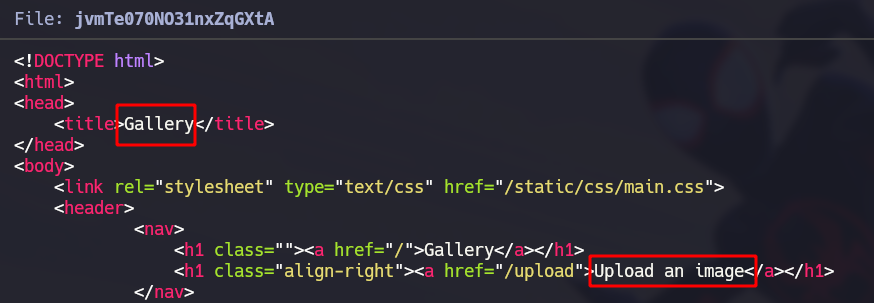 File: jvmTe070NO31nxZqGXtA
<!DOCTYPE html>
<html>
<head>
    <title>Gallery</title>
</head>
<body>
    <link rel="stylesheet" type="text/css" href="/static/css/main.css">
    <header>
            <nav>
                <h1 class=""><a href="/">Gallery</a></h1>
                <h1 class="align-right"><a href="/upload">Upload an image</a></h1>
            </nav>